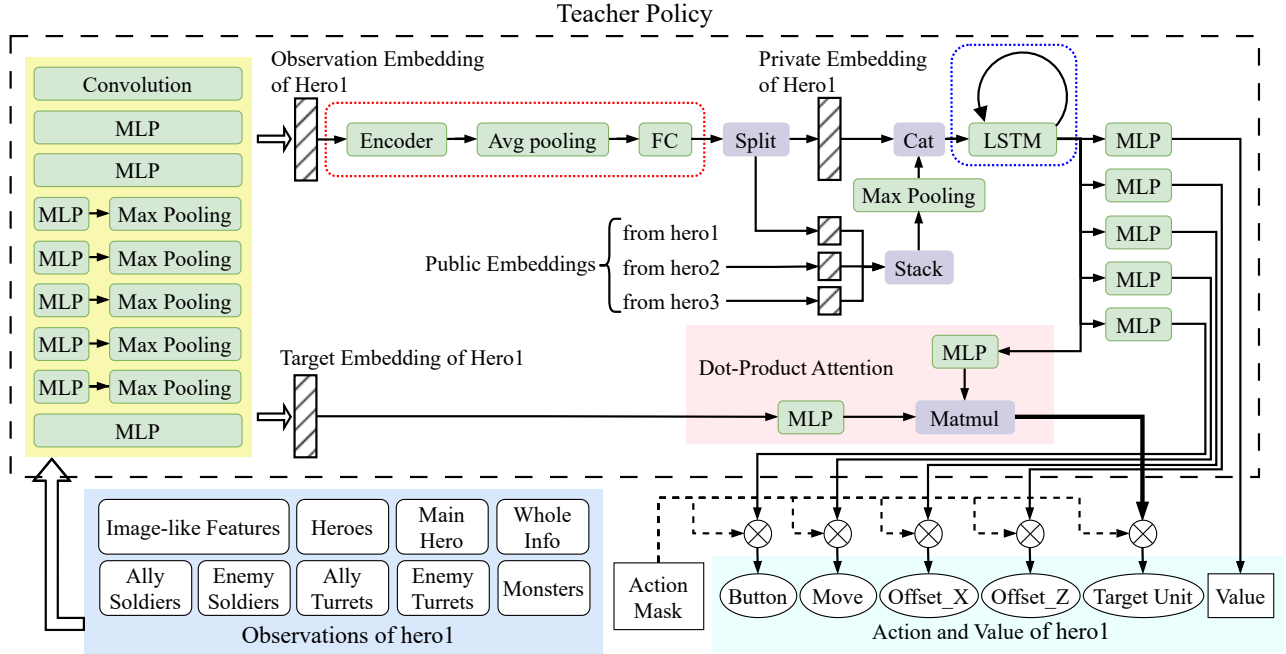 Teacher Policy
Convolution
MLP
MLP
MLP Max Pooling
MLP Max Pooling
MLP Max Pooling
MLP Max Pooling
MLP Max Pooling
MLP
Observation Embedding
of Hero1
Encoder
Avg pooling
FC
Split
Private Embedding
of Hero1
Cat
LSTM
MLP
MLP
MLP
MLP
MLP
Max Pooling
Stack
Public Embeddings
from hero1
from hero2
from hero3
Target Embedding of Hero1
Dot-Product Attention
MLP
MLP
Matmul
Image-like Features
Heroes
Main
Hero
Whole
Info
Ally
Soldiers
Enemy
Soldiers
Ally
Turrets
Enemy
Turrets
Monsters
Observations of hero1
Action
Mask
Button
Move
Offset_X
Offset_Z
Target Unit
Value
Action and Value of hero1